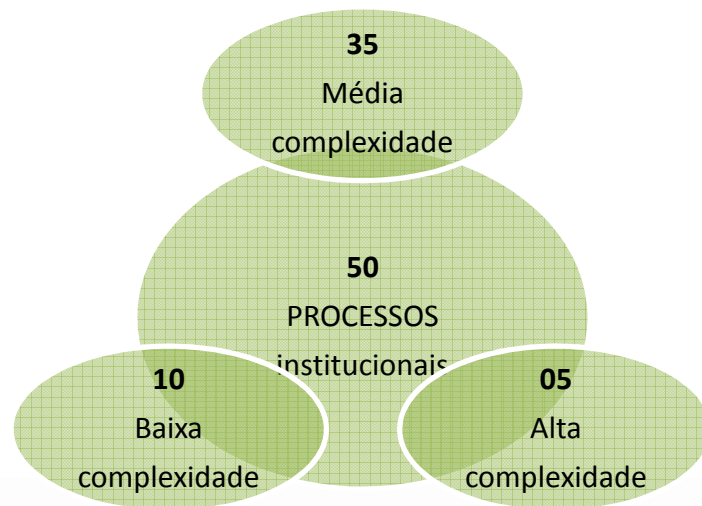 35
Média
complexidade
50
PROCESSOS
institucionais
10
Baixa
complexidade
05
Alta
complexidade